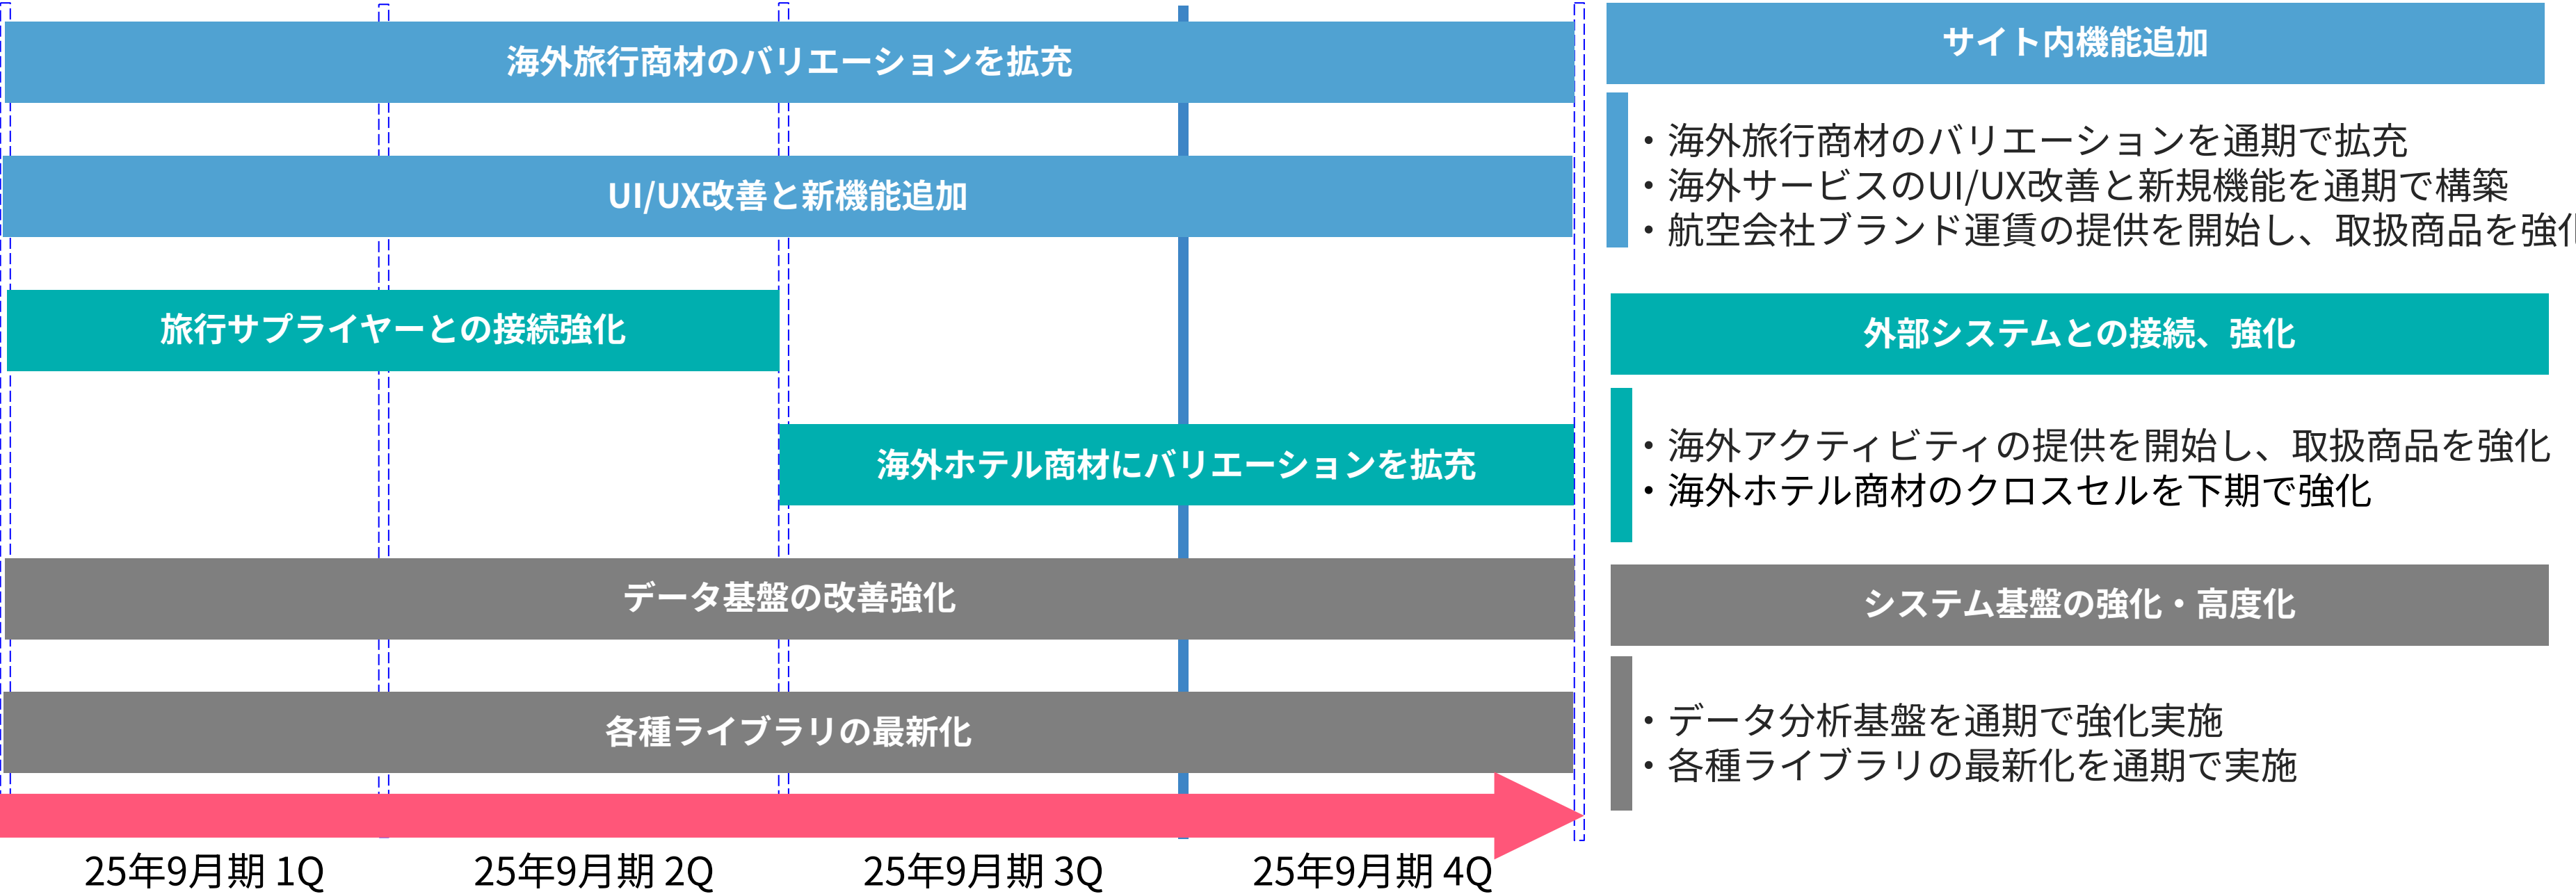 海外旅行商材のバリエーションを拡充
UI/UX改善と新機能追加
旅行サプライヤーとの接続強化
海外ホテル商材にバリエーションを拡充
データ基盤の改善強化
各種ライブラリの最新化
25年9月期 1Q
25年9月期 2Q
25年9月期 3Q
25年9月期 4Q
サイト内機能追加
・海外旅行商材のバリエーションを通期で拡充
・海外サービスのUI/UX改善と新規機能を通期で構築
・航空会社ブランド運賃の提供を開始し、取扱商品を強化
外部システムとの接続、強化
・海外アクティビティの提供を開始し、取扱商品を強化
・海外ホテル商材のクロスセルを下期で強化
システム基盤の強化・高度化
・データ分析基盤を通期で強化実施
・各種ライブラリの最新化を通期で実施